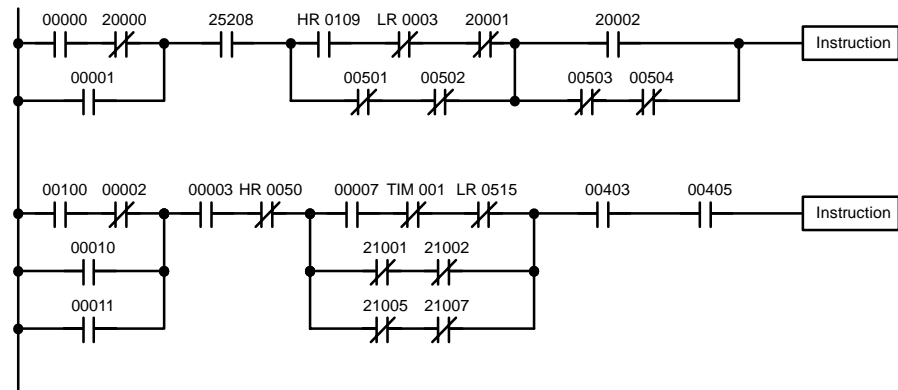 00000 20000 25208 HR 0109 LR 0003 20001 20002
Instruction
00001 00501 00502 00503 00504
00100 00002 00003 HR 0050 00007 TIM 001 LR 0515 00403 00405
Instruction
00010 21001 21002
00011 21005 21007